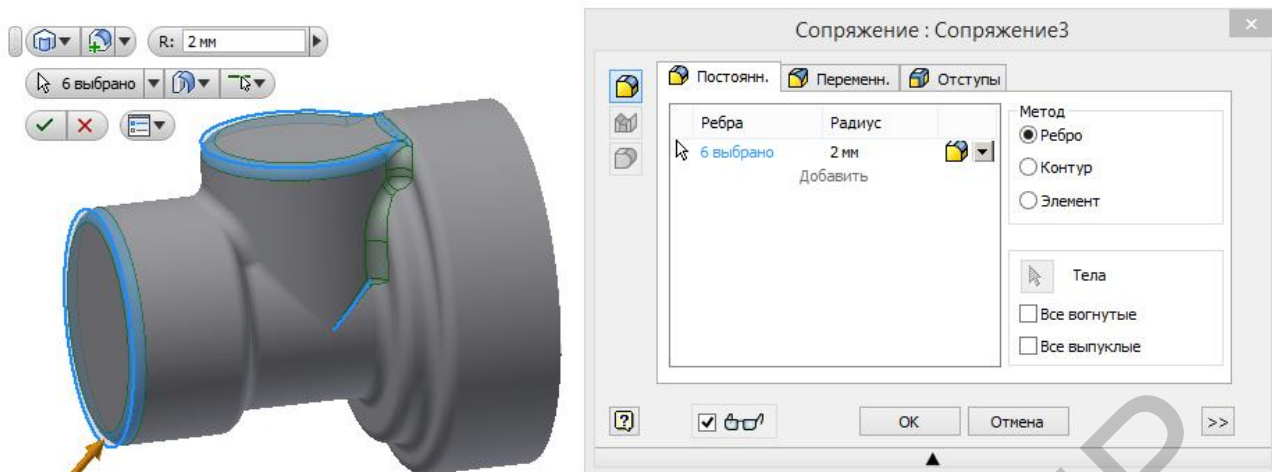 R: 2 мм
6 выбрано
Сопряжение : Сопряжение3
Постоянн.
Переменн.
Отступы
Ребра Радиус
6 выбрано 2 мм
Добавить
Метод
Ребро
Контур
Элемент
Тела
Все вогнутые
Все выпуклые
OK Отмена >>